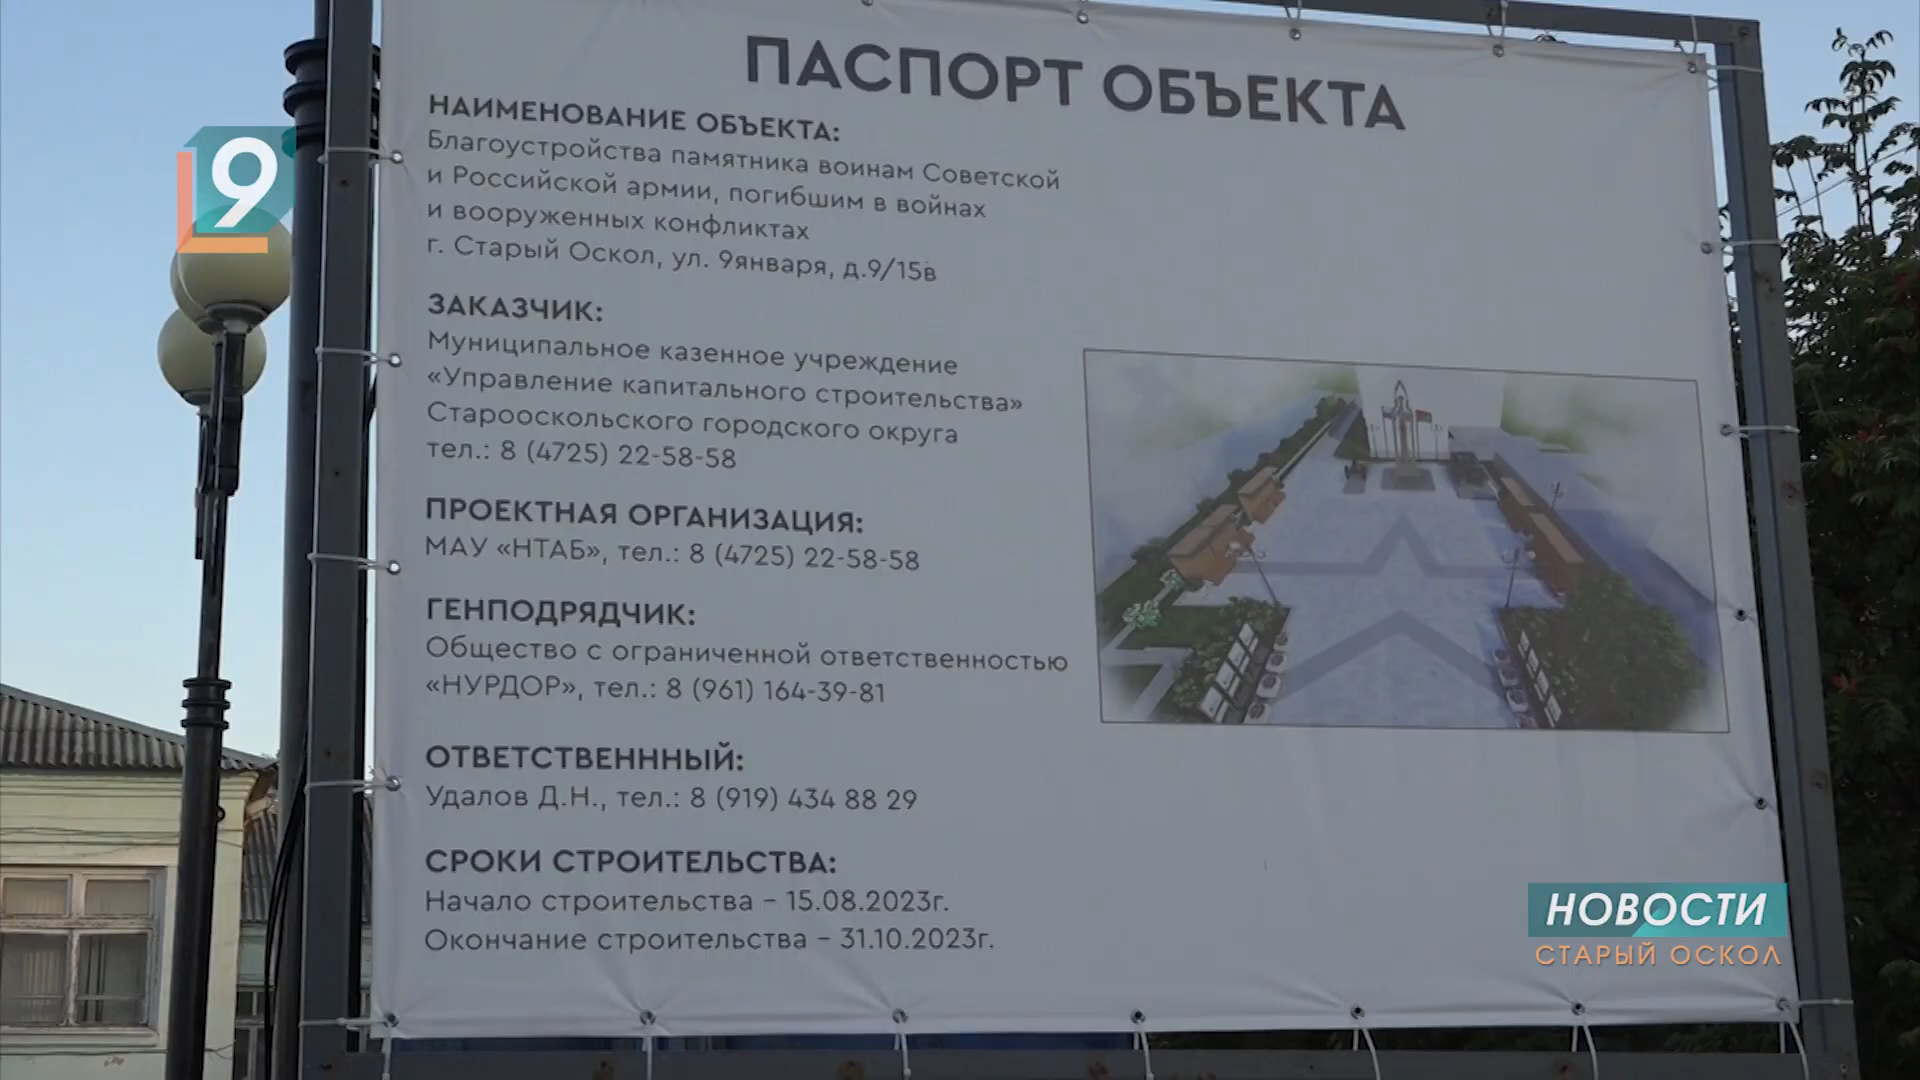 ПАСПОРТ ОБЪЕКТА
НАИМЕНОВАНИЕ ОБЪЕКТА:
Благоустройства памятника воинам Советской
и Российской армии, погибшим в войнах
и вооруженных конфликтах
г. Старый Оскол, ул. 9января, д.9/15в
ЗАКАЗЧИК:
Муниципальное казенное учреждение
«Управление капитального строительства»
Старооскольского городского округа
тел.: 8 (4725) 22-58-58
ПРОЕКТНАЯ ОРГАНИЗАЦИЯ:
МАУ «НТАБ», тел.: 8 (4725) 22-58-58
ГЕНПОДРЯДЧИК:
Общество с ограниченной ответственностью
«НУРДОР», тел.: 8 (961) 164-39-81
ОТВЕТСТВЕНННЫЙ:
Удалов Д.Н., тел.: 8 (919) 434 88 29
СРОКИ СТРОИТЕЛЬСТВА:
Начало строительства – 15.08.2023г.
Окончание строительства – 31.10.2023г.
9
НОВОСТИ
СТАРЫЙ ОСКОЛ